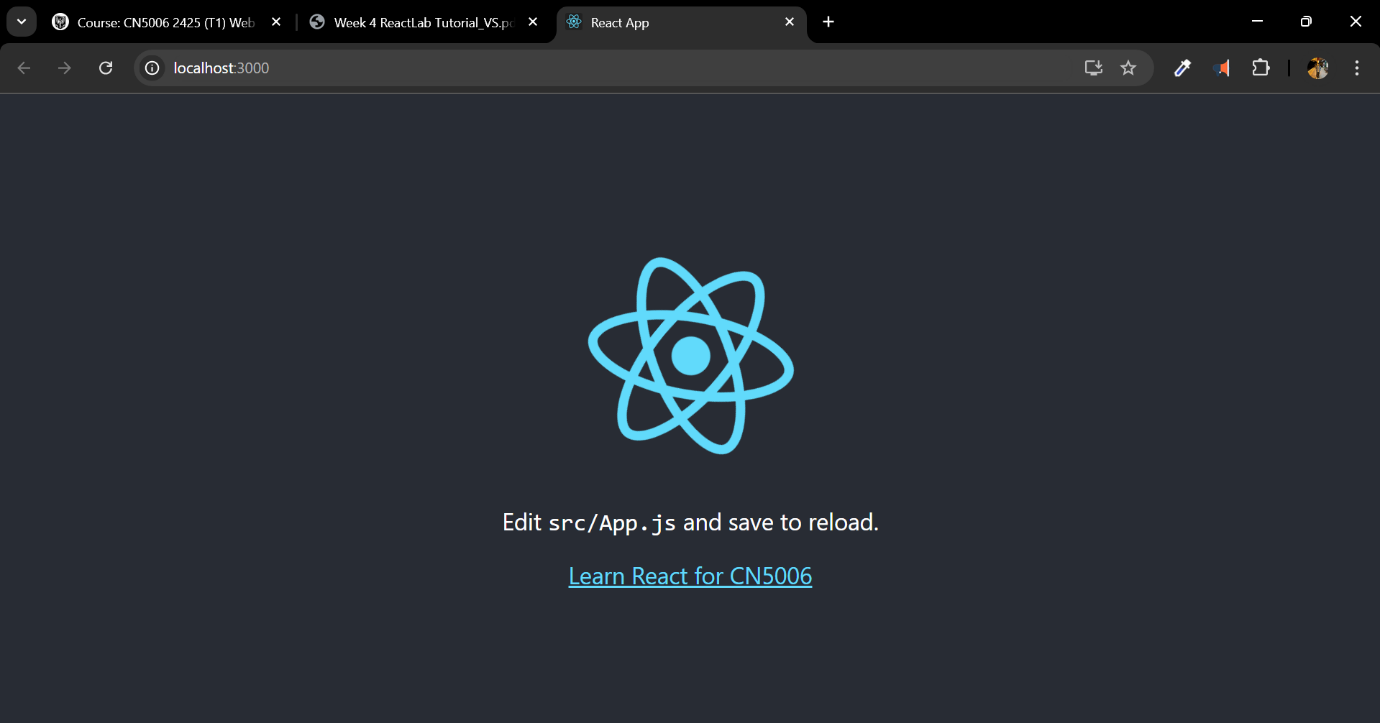 Course: CN5006 2425 (T1) Web
Week 4 ReactLab Tutorial_VS.pd
React App
localhost:3000
Edit src/App.js and save to reload.
Learn React for CN5006